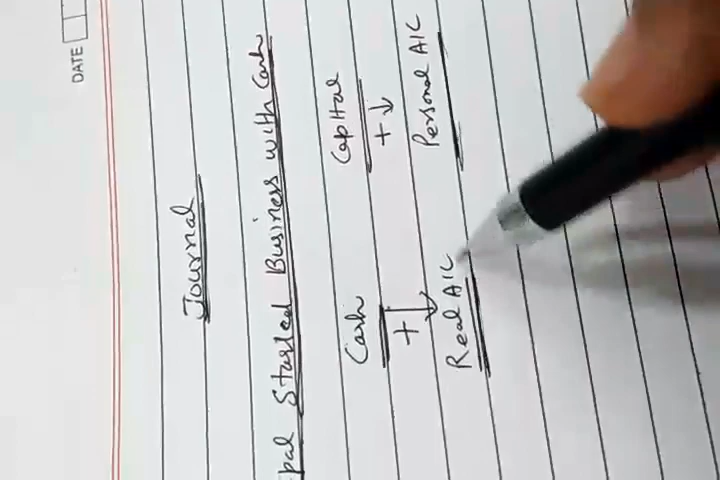 DATE
Journal
pal Started Business with Cash
Cash Capital
+ ↓ + ↓
Real A/C Personal A/C